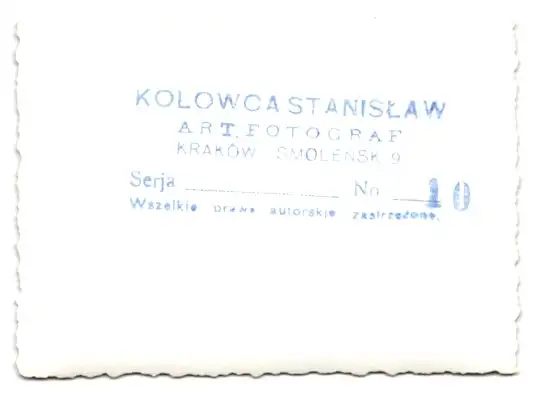 KOLOWCA STANISŁAW
ART. FOTOGRAF
KRAKÓW SMOLEŃSK 9
Serja No 10
Wszelkie prawa autorskie zastrzeżone.